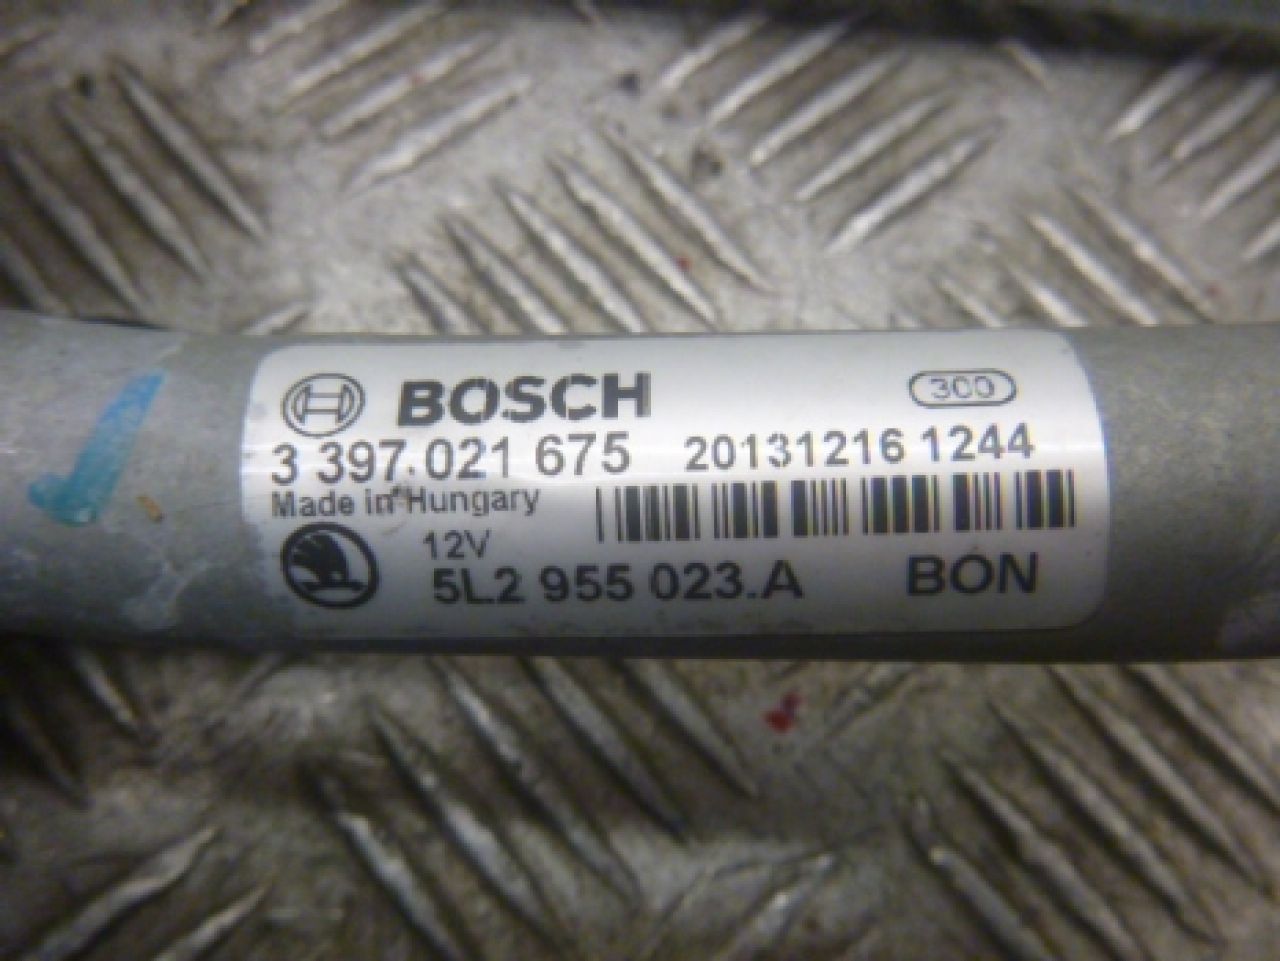 BOSCH 300
3 397 021 675 20131216 1244
Made in Hungary
12V
5L2 955 023.A BON